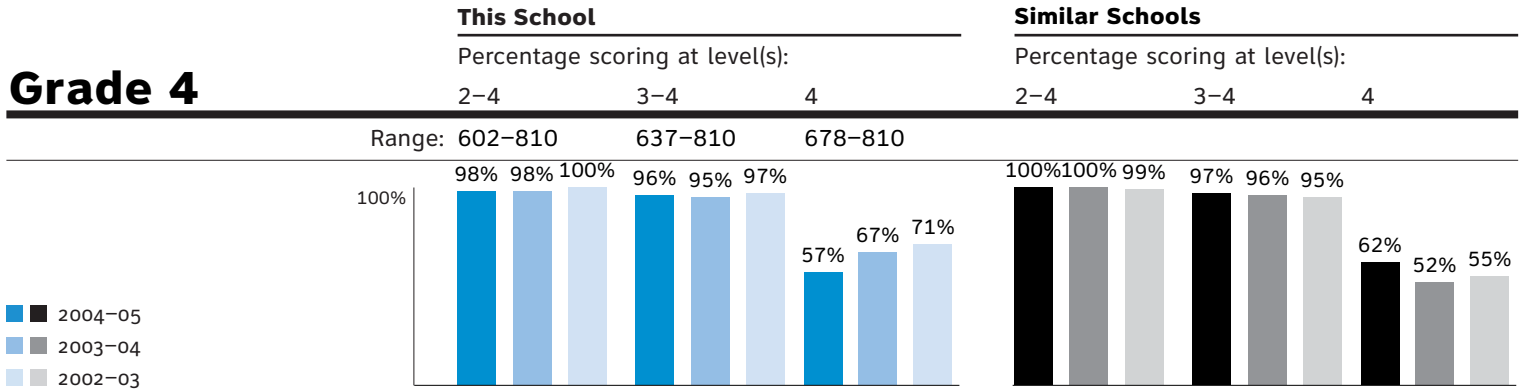 This School Similar Schools
Percentage scoring at level(s): Percentage scoring at level(s):
Grade 4 2–4 3–4 4 2–4 3–4 4
Range: 602–810 637–810 678–810
98% 98% 100% 96% 95% 97% 100% 100% 99% 97% 96% 95%
100%
57% 67% 71% 62% 52% 55%
2004–05
2003–04
2002–03